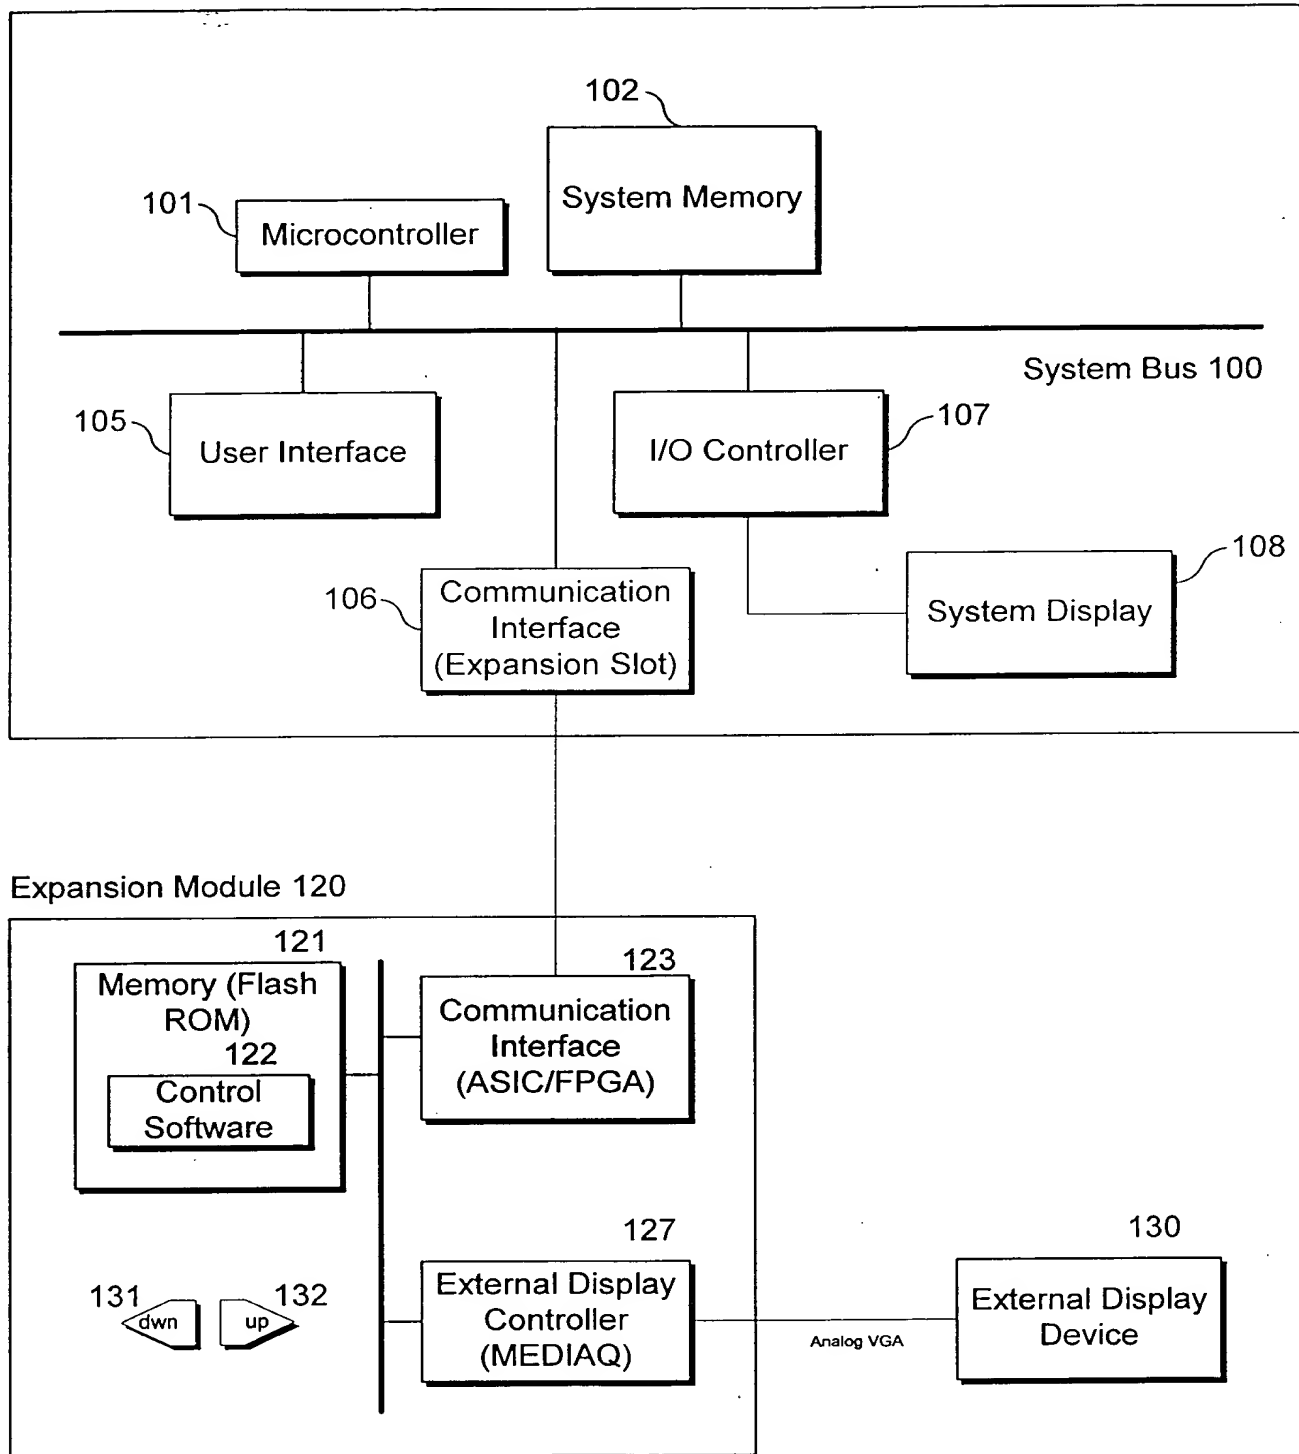 102
System Memory
101
Microcontroller
System Bus 100
105
User Interface
107
I/O Controller
108
System Display
106
Communication
Interface
(Expansion Slot)
Expansion Module 120
121
Memory (Flash
ROM)
122
Control
Software
123
Communication
Interface
(ASIC/FPGA)
131
dwn
up
132
127
External Display
Controller
(MEDIAQ)
Analog VGA
130
External Display
Device